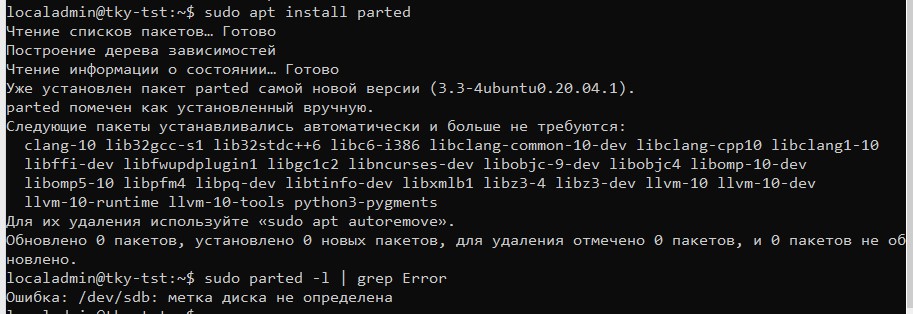 localadmin@tky-tst:~$ sudo apt install parted
Чтение списков пакетов… Готово
Построение дерева зависимостей
Чтение информации о состоянии… Готово
Уже установлен пакет parted самой новой версии (3.3-4ubuntu0.20.04.1).
parted помечен как установленный вручную.
Следующие пакеты устанавливались автоматически и больше не требуются:
  clang-10 lib32gcc-s1 lib32stdc++6 libc6-i386 libclang-common-10-dev libclang-cpp10 libclang1-10
  libffi-dev libfwupdplugin1 libgc1c2 libncurses-dev libobjc-9-dev libobjc4 libomp-10-dev
  libomp5-10 libpfm4 libpq-dev libtinfo-dev libxmlb1 libz3-4 libz3-dev llvm-10 llvm-10-dev
  llvm-10-runtime llvm-10-tools python3-pygments
Для их удаления используйте «sudo apt autoremove».
Обновлено 0 пакетов, установлено 0 новых пакетов, для удаления отмечено 0 пакетов, и 0 пакетов не об
новлено.
localadmin@tky-tst:~$ sudo parted -l | grep Error
Ошибка: /dev/sdb: метка диска не определена